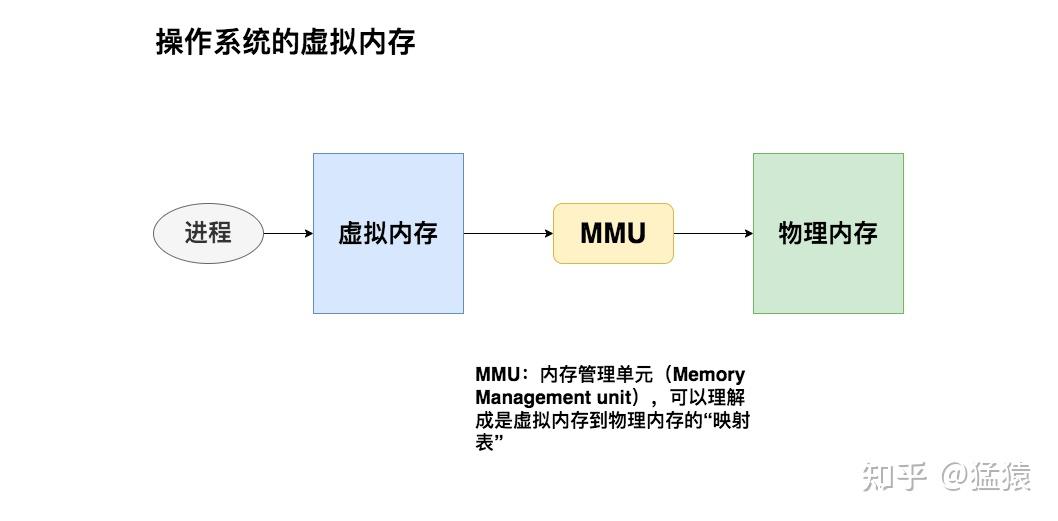 操作系统的虚拟内存
进程
虚拟内存
MMU
物理内存
MMU：内存管理单元（Memory
Management unit），可以理解
成是虚拟内存到物理内存的“映射
表”
知乎 @猛猿